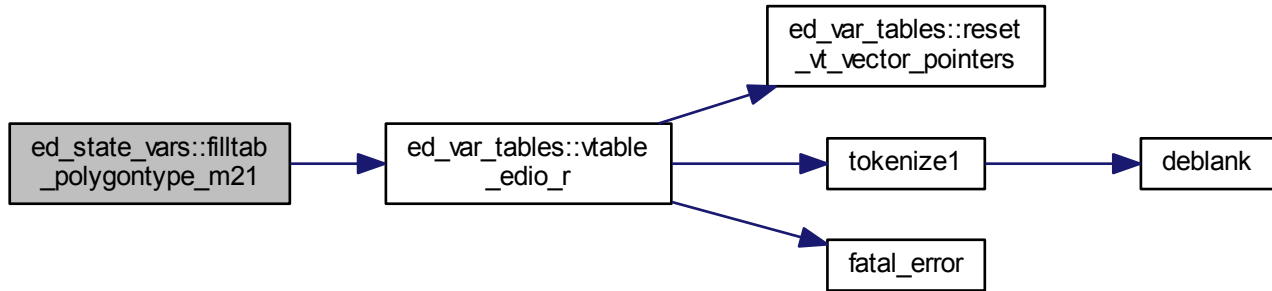 ed_state_vars::filltab
_polygontype_m21
ed_var_tables::vtable
_edio_r
ed_var_tables::reset
_vt_vector_pointers
tokenize1
deblank
fatal_error